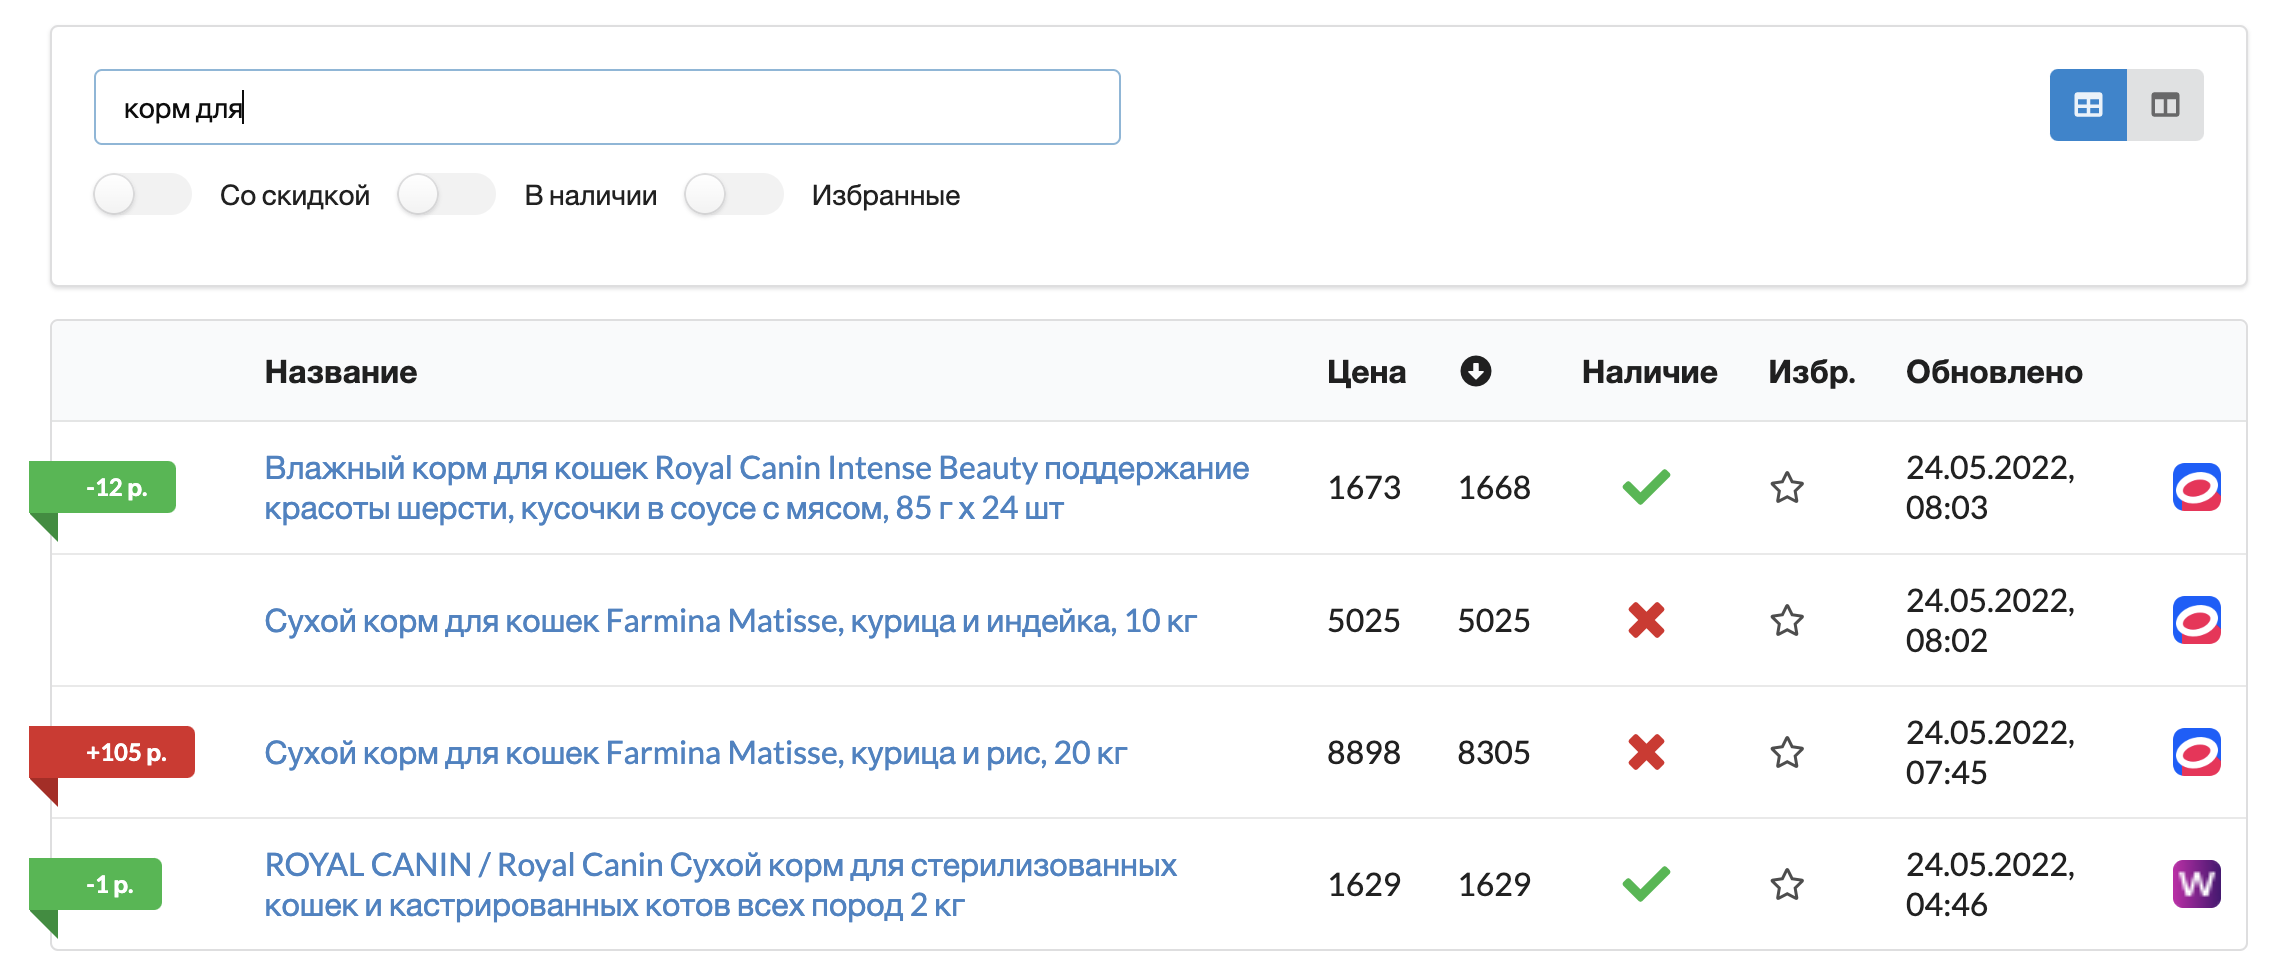 корм для
Со скидкой В наличии Избранные
Название Цена Наличие Избр. Обновлено
-12 р. Влажный корм для кошек Royal Canin Intense Beauty поддержание красоты шерсти, кусочки в соусе с мясом, 85 г х 24 шт 1673 1668 24.05.2022, 08:03
Сухой корм для кошек Farmina Matisse, курица и индейка, 10 кг 5025 5025 24.05.2022, 08:02
+105 р. Сухой корм для кошек Farmina Matisse, курица и рис, 20 кг 8898 8305 24.05.2022, 07:45
-1 р. ROYAL CANIN / Royal Canin Сухой корм для стерилизованных кошек и кастрированных котов всех пород 2 кг 1629 1629 24.05.2022, 04:46 W